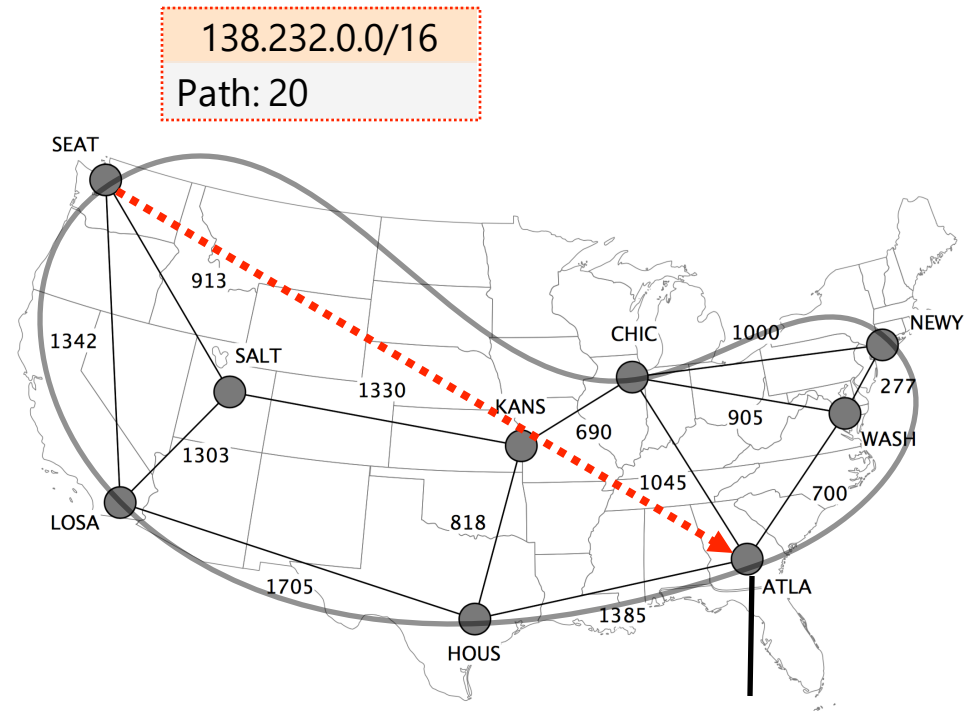 138.232.0.0/16
Path: 20
SEAT
913
CHIC
1000
NEWY
1342
SALT
1330
277
KANS
690
905
WASH
1303
1045
700
LOSA
818
1705
ATLA
1385
HOUS